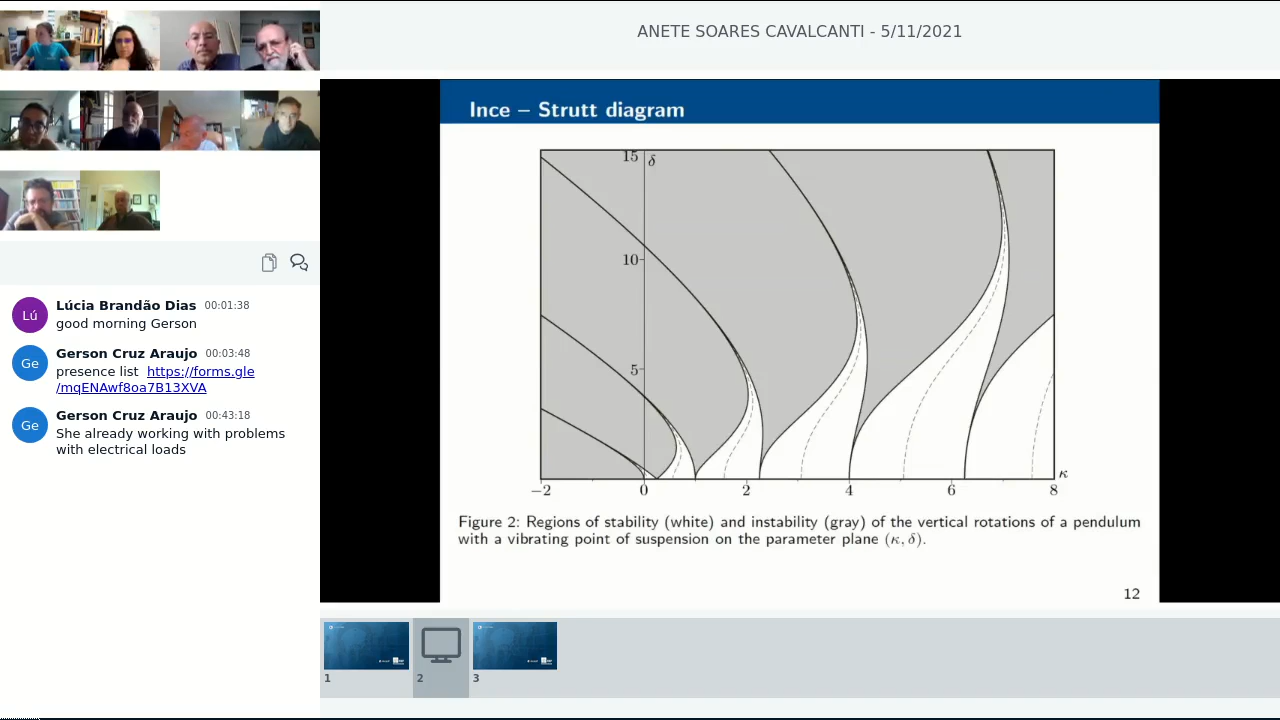 ANETE SOARES CAVALCANTI - 5/11/2021
Lú
Lúcia Brandão Dias 00:01:38
good morning Gerson
Ge
Gerson Cruz Araujo 00:03:48
presence list https://forms.gle
/mqENAwf8oa7B13XVA
Ge
Gerson Cruz Araujo 00:43:18
She already working with problems
with electrical loads
Ince – Strutt diagram
15 δ
10
5
κ
−2 0 2 4 6 8
Figure 2: Regions of stability (white) and instability (gray) of the vertical rotations of a pendulum
with a vibrating point of suspension on the parameter plane (κ, δ).
12
1 2 3